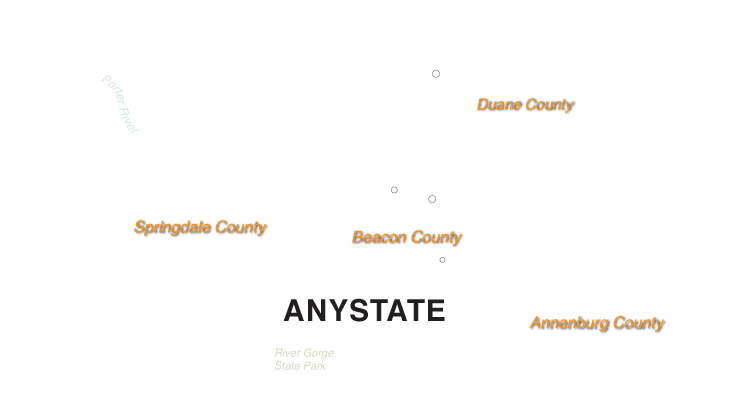 Porter River
Duane County
Springdale County
Beacon County
ANYSTATE
Annenburg County
River Gorge
State Park